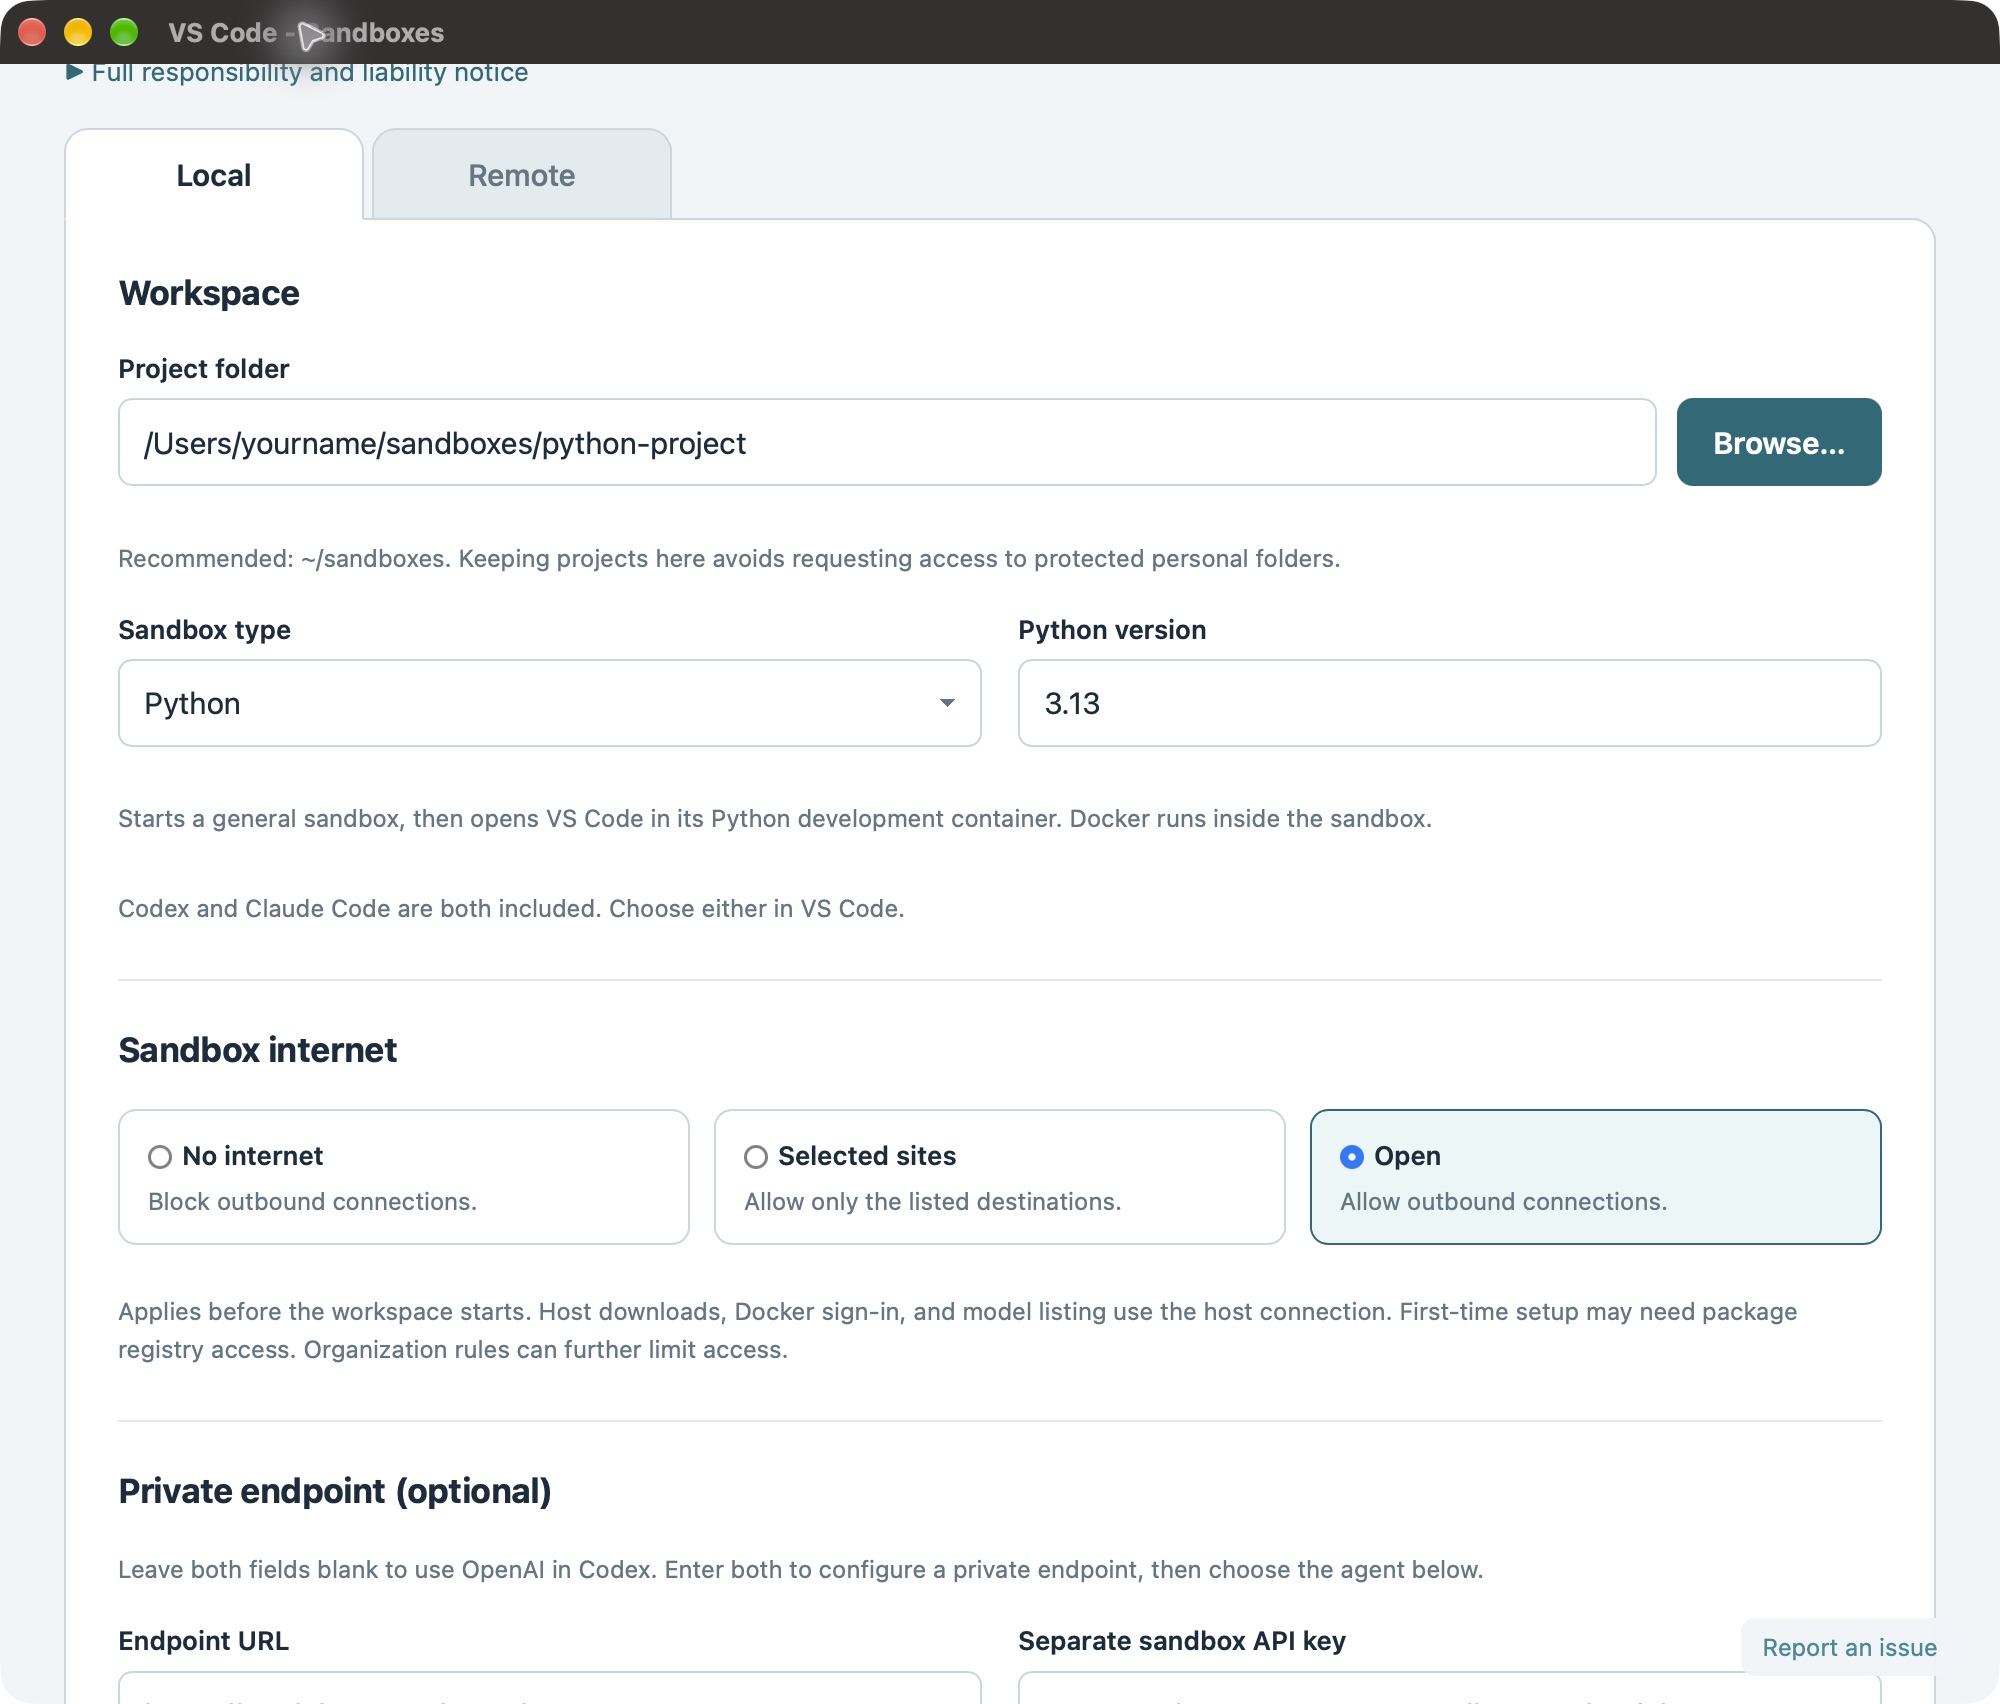 VS Code - Sandboxes
Full responsibility and liability notice
Local
Remote
Workspace
Project folder
/Users/yourname/sandboxes/python-project
Browse...
Recommended: ~/sandboxes. Keeping projects here avoids requesting access to protected personal folders.
Sandbox type
Python version
Python
3.13
Starts a general sandbox, then opens VS Code in its Python development container. Docker runs inside the sandbox.
Codex and Claude Code are both included. Choose either in VS Code.
Sandbox internet
No internet
Block outbound connections.
Selected sites
Allow only the listed destinations.
Open
Allow outbound connections.
Applies before the workspace starts. Host downloads, Docker sign-in, and model listing use the host connection. First-time setup may need package
registry access. Organization rules can further limit access.
Private endpoint (optional)
Leave both fields blank to use OpenAI in Codex. Enter both to configure a private endpoint, then choose the agent below.
Endpoint URL
Separate sandbox API key
Report an issue